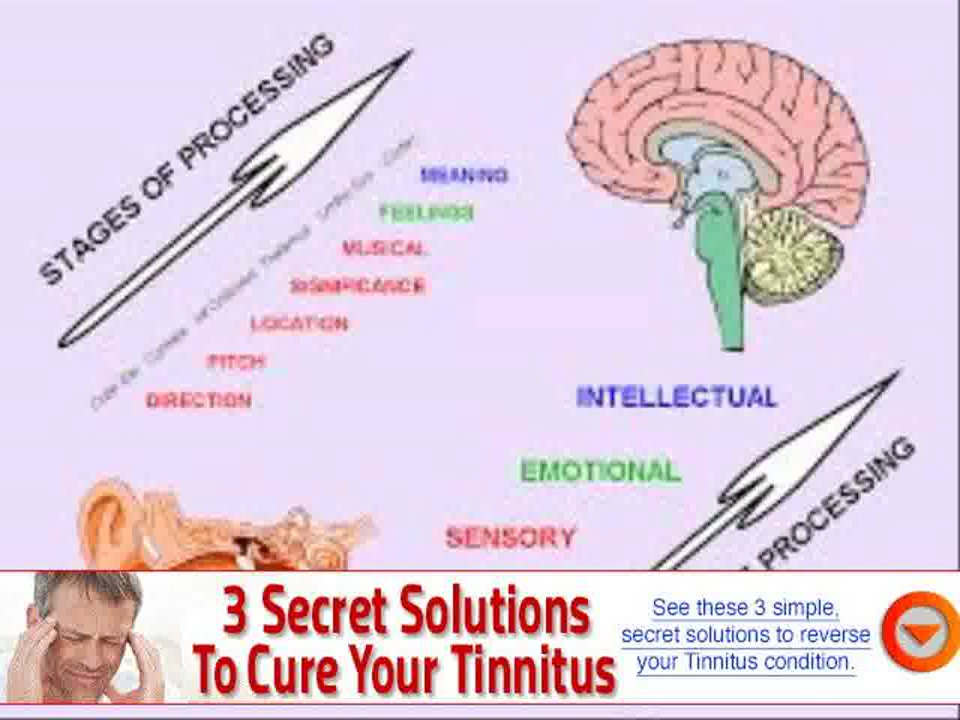 STAGES OF PROCESSING
MEANING
FEELINGS
MUSICAL
SIGNIFICANCE
LOCATION
PITCH
DIRECTION
INTELLECTUAL
EMOTIONAL
SENSORY
PROCESSING
3 Secret Solutions
To Cure Your Tinnitus
See these 3 simple,
secret solutions to reverse
your Tinnitus condition.